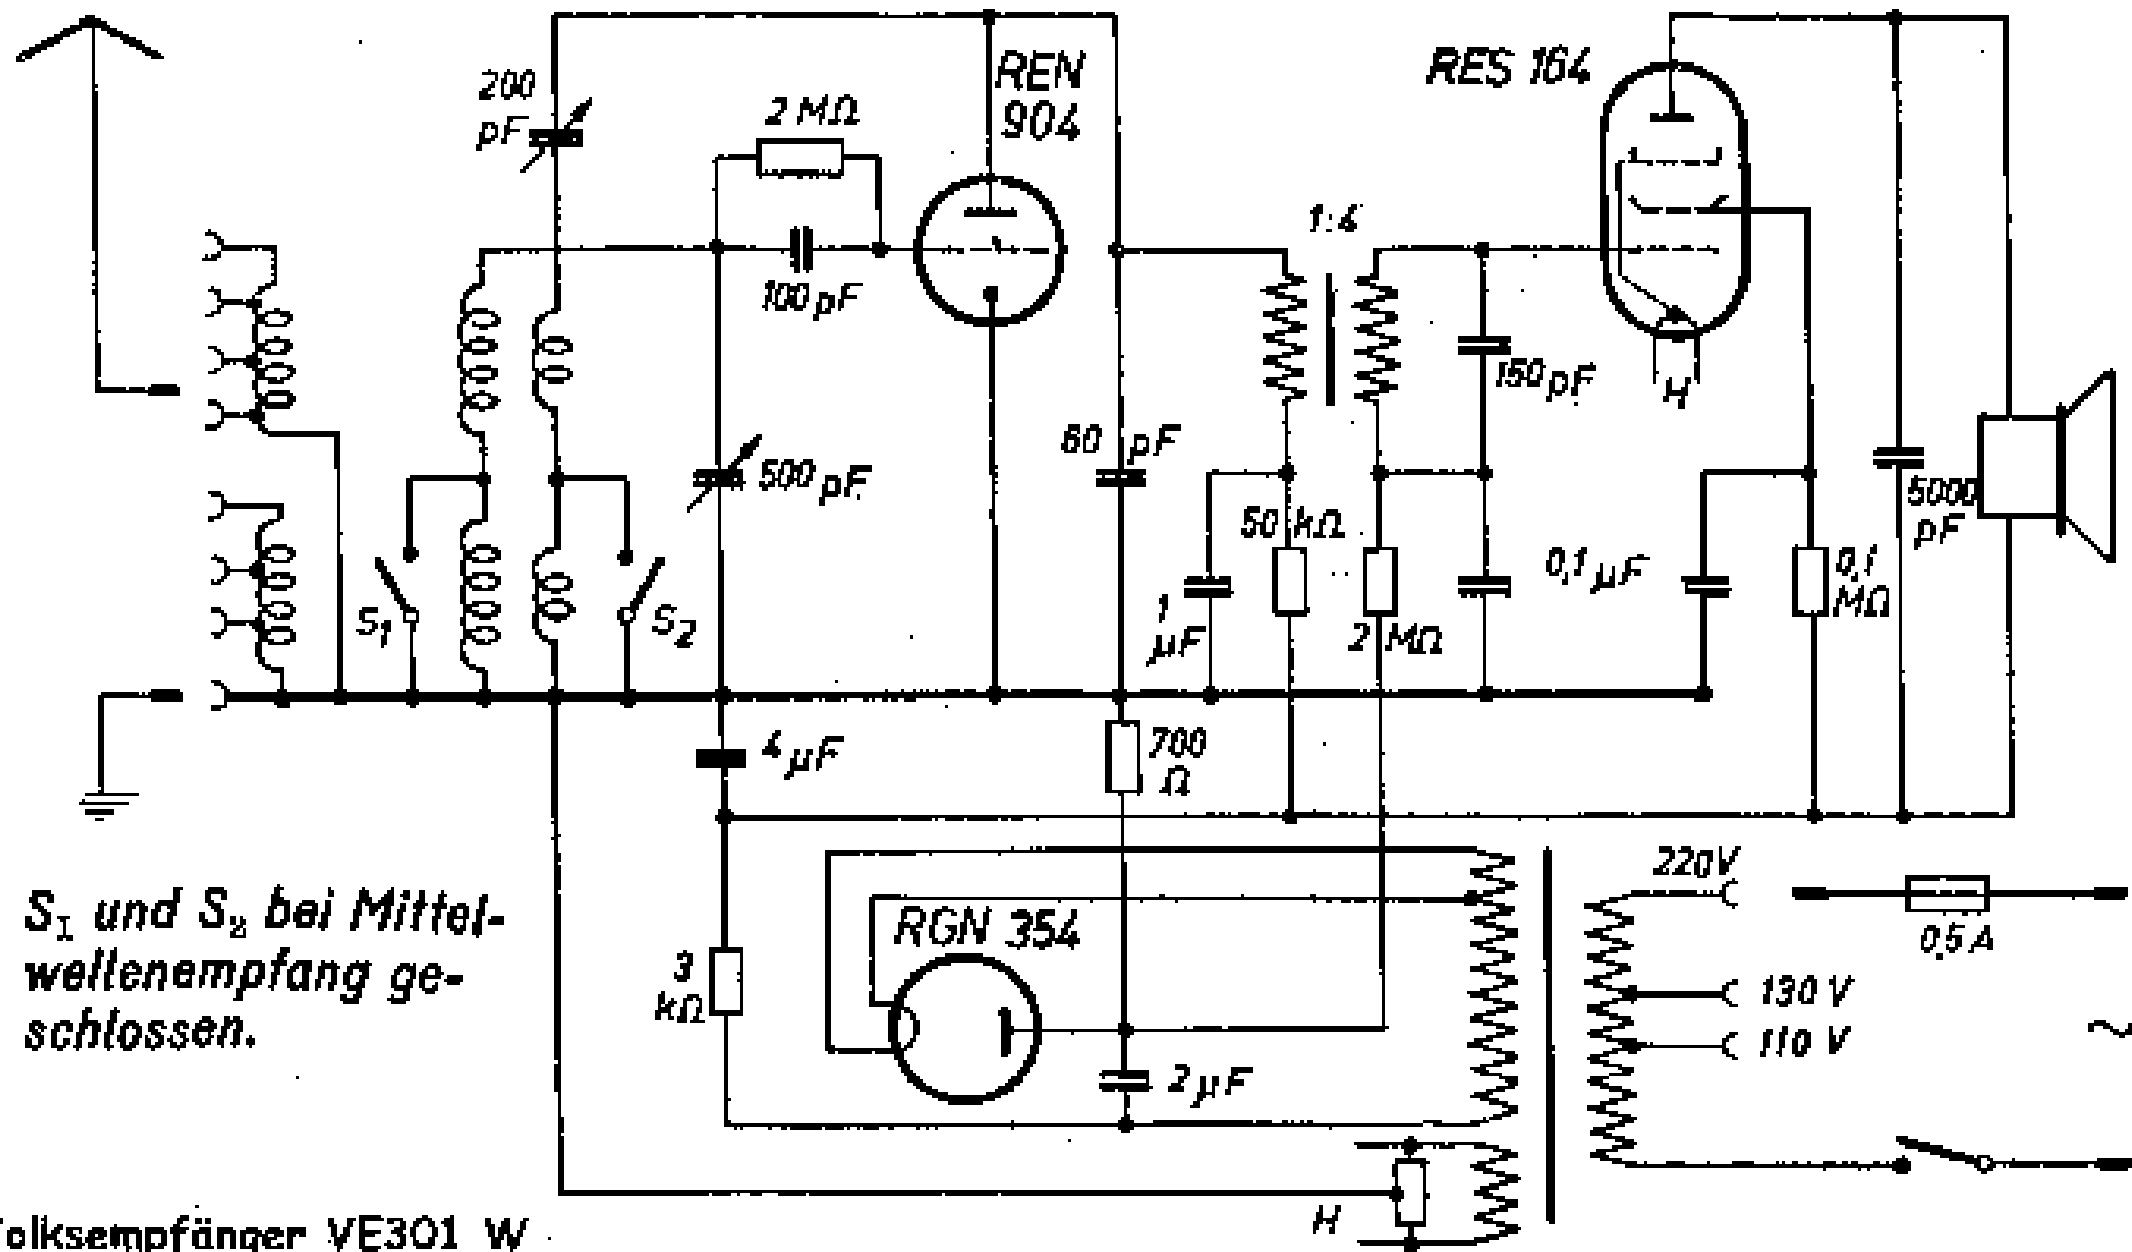 200
pF
2 MΩ
REN
904
RES 164
1:4
100 pF
150 pF
H
500 pF
60 pF
50 kΩ
5000
pF
S1
S2
1
µF
2 MΩ
0,1 µF
0,1
MΩ
4 µF
700
Ω
220V
0,5 A
S1 und S2 bei Mittel-
wellenempfang ge-
schlossen.
RGN 354
3
kΩ
130 V
110 V
~
2 µF
H
olksempfänger VE301 W